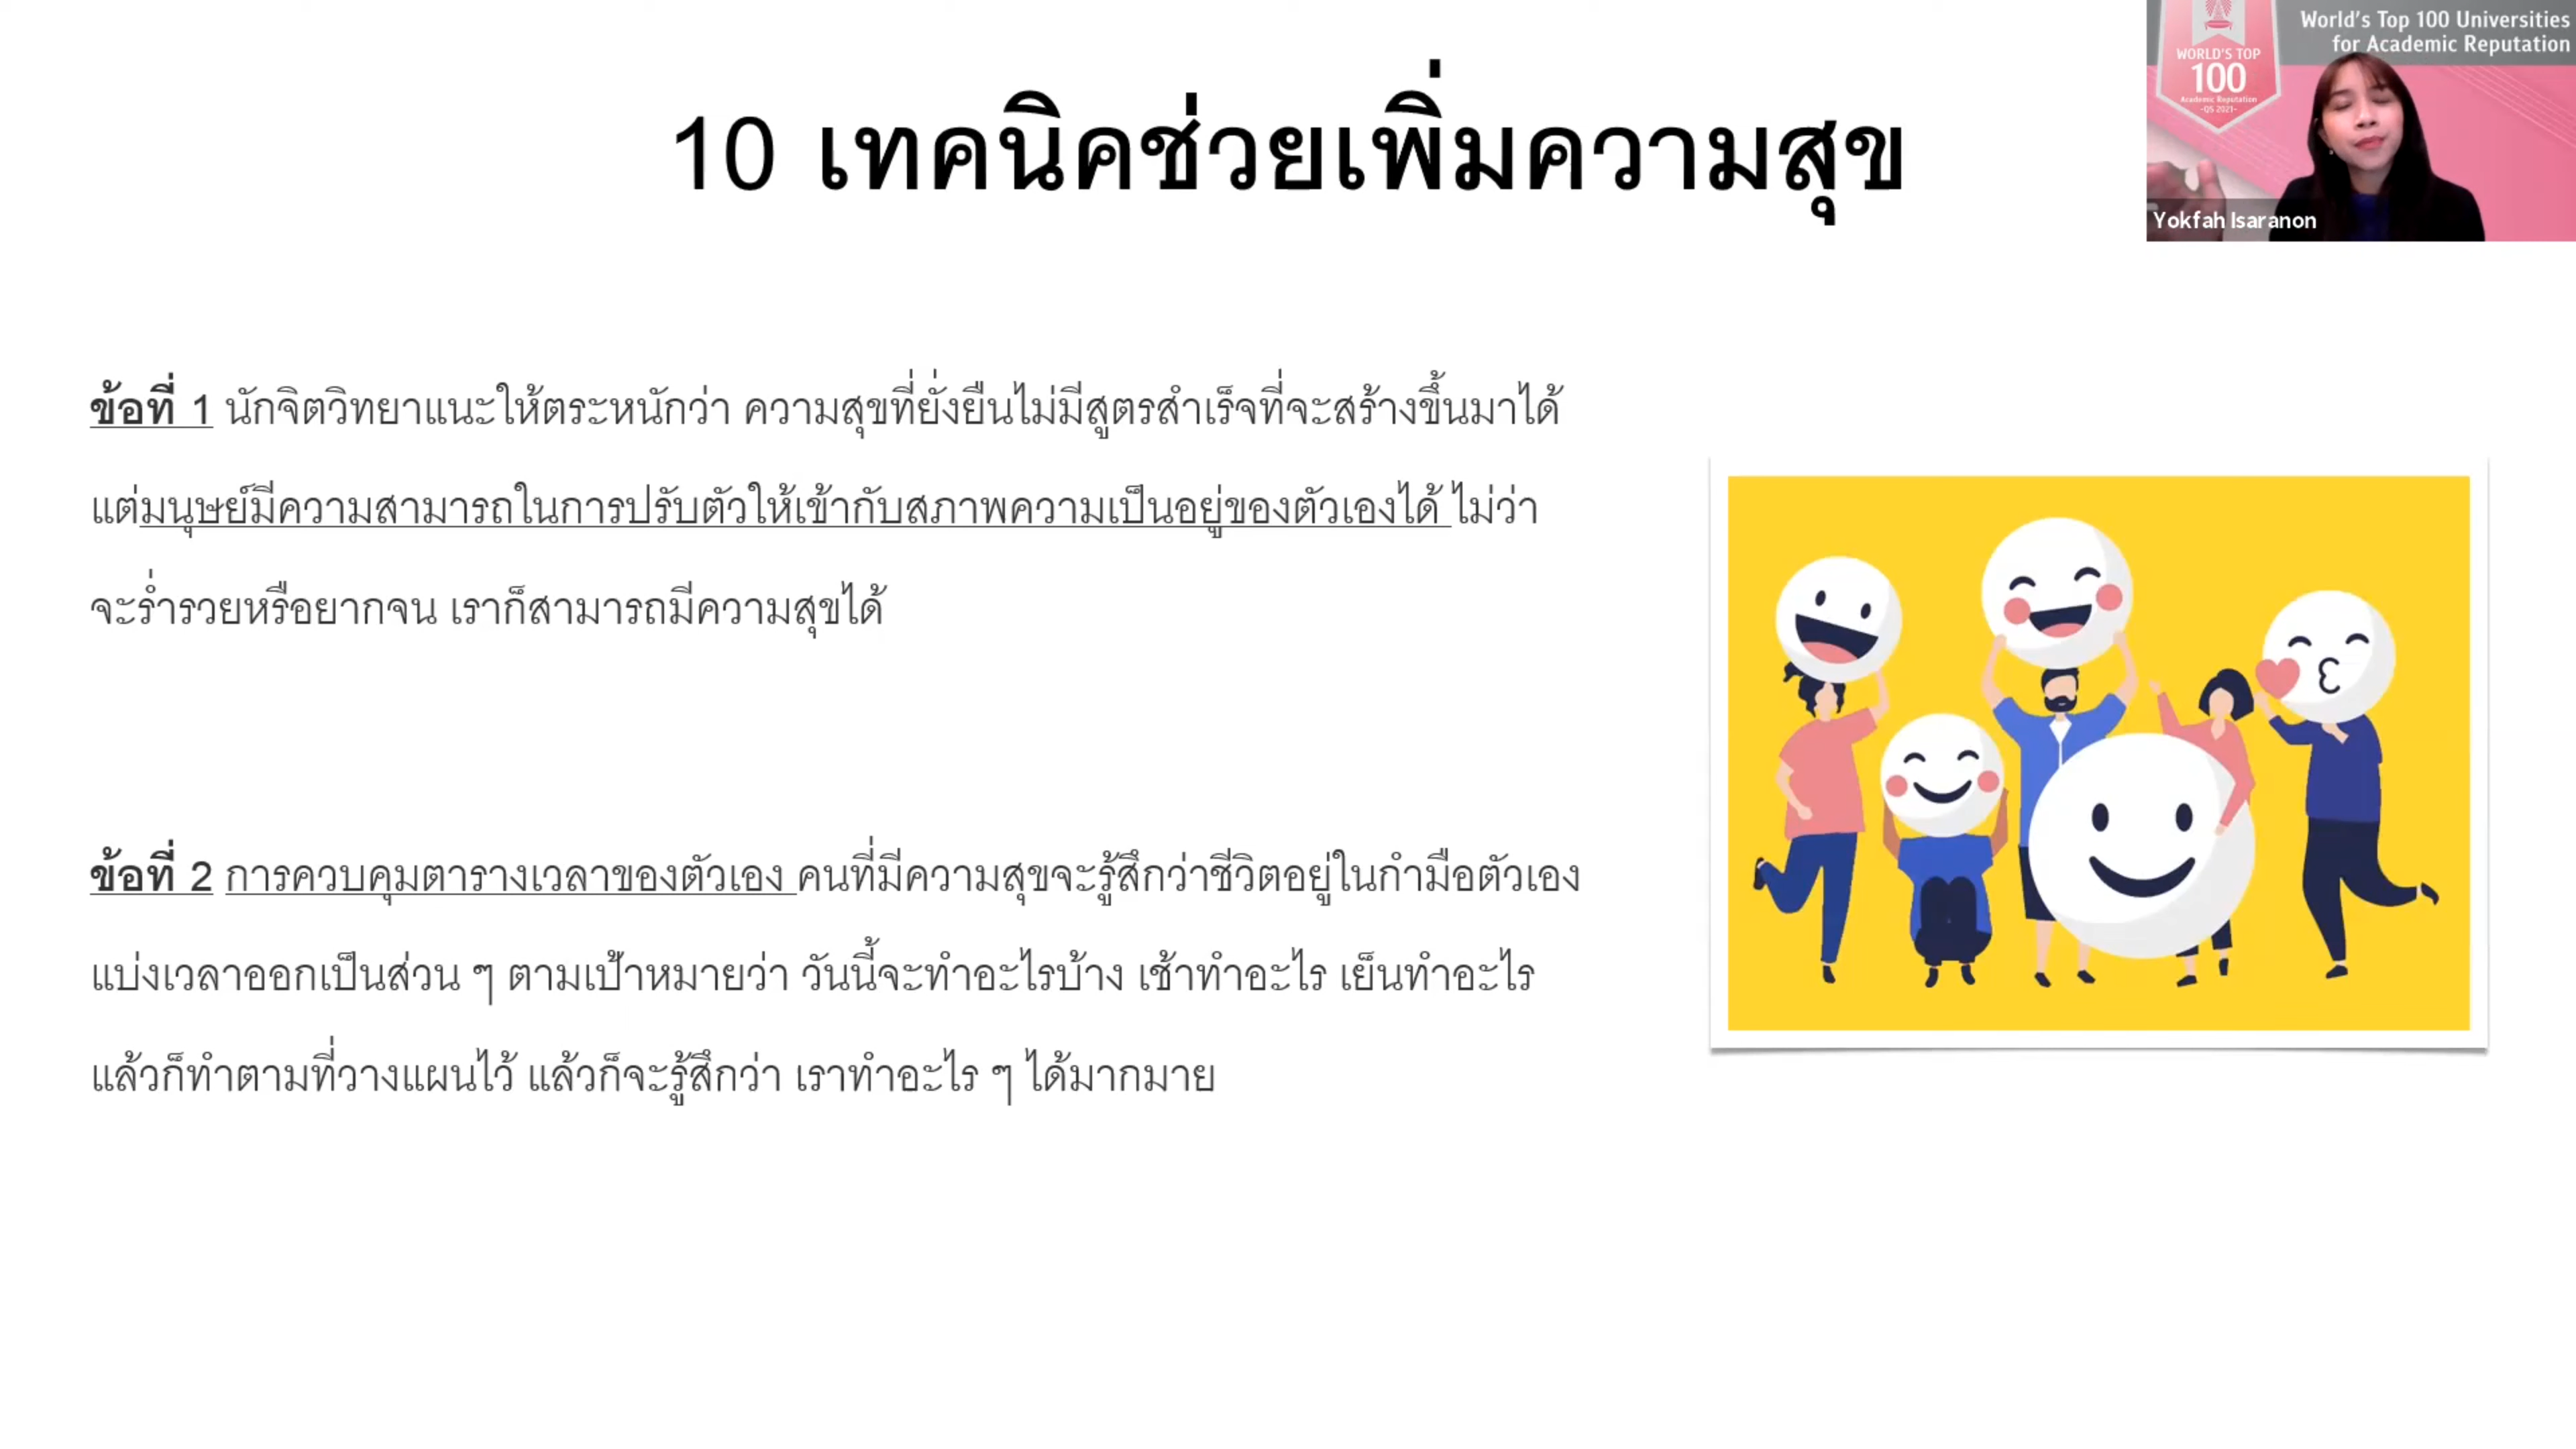 World's Top 100 Universities
for Academic Reputation
WORLD'S TOP
100
Academic Reputation
-QS 2021-
Yokfah Isaranon
10 เทคนิคช่วยเพิ่มความสุข
ข้อที่ 1 นักจิตวิทยาแนะให้ตระหนักว่า ความสุขที่ยั่งยืนไม่มีสูตรสำเร็จที่จะสร้างขึ้นมาได้
แต่มนุษย์มีความสามารถในการปรับตัวให้เข้ากับสภาพความเป็นอยู่ของตัวเองได้ ไม่ว่า
จะร่ำรวยหรือยากจน เราก็สามารถมีความสุขได้
ข้อที่ 2 การควบคุมตารางเวลาของตัวเอง คนที่มีความสุขจะรู้สึกว่าชีวิตอยู่ในกำมือตัวเอง
แบ่งเวลาออกเป็นส่วน ๆ ตามเป้าหมายว่า วันนี้จะทำอะไรบ้าง เช้าทำอะไร เย็นทำอะไร
แล้วก็ทำตามที่วางแผนไว้ แล้วก็จะรู้สึกว่า เราทำอะไร ๆ ได้มากมาย